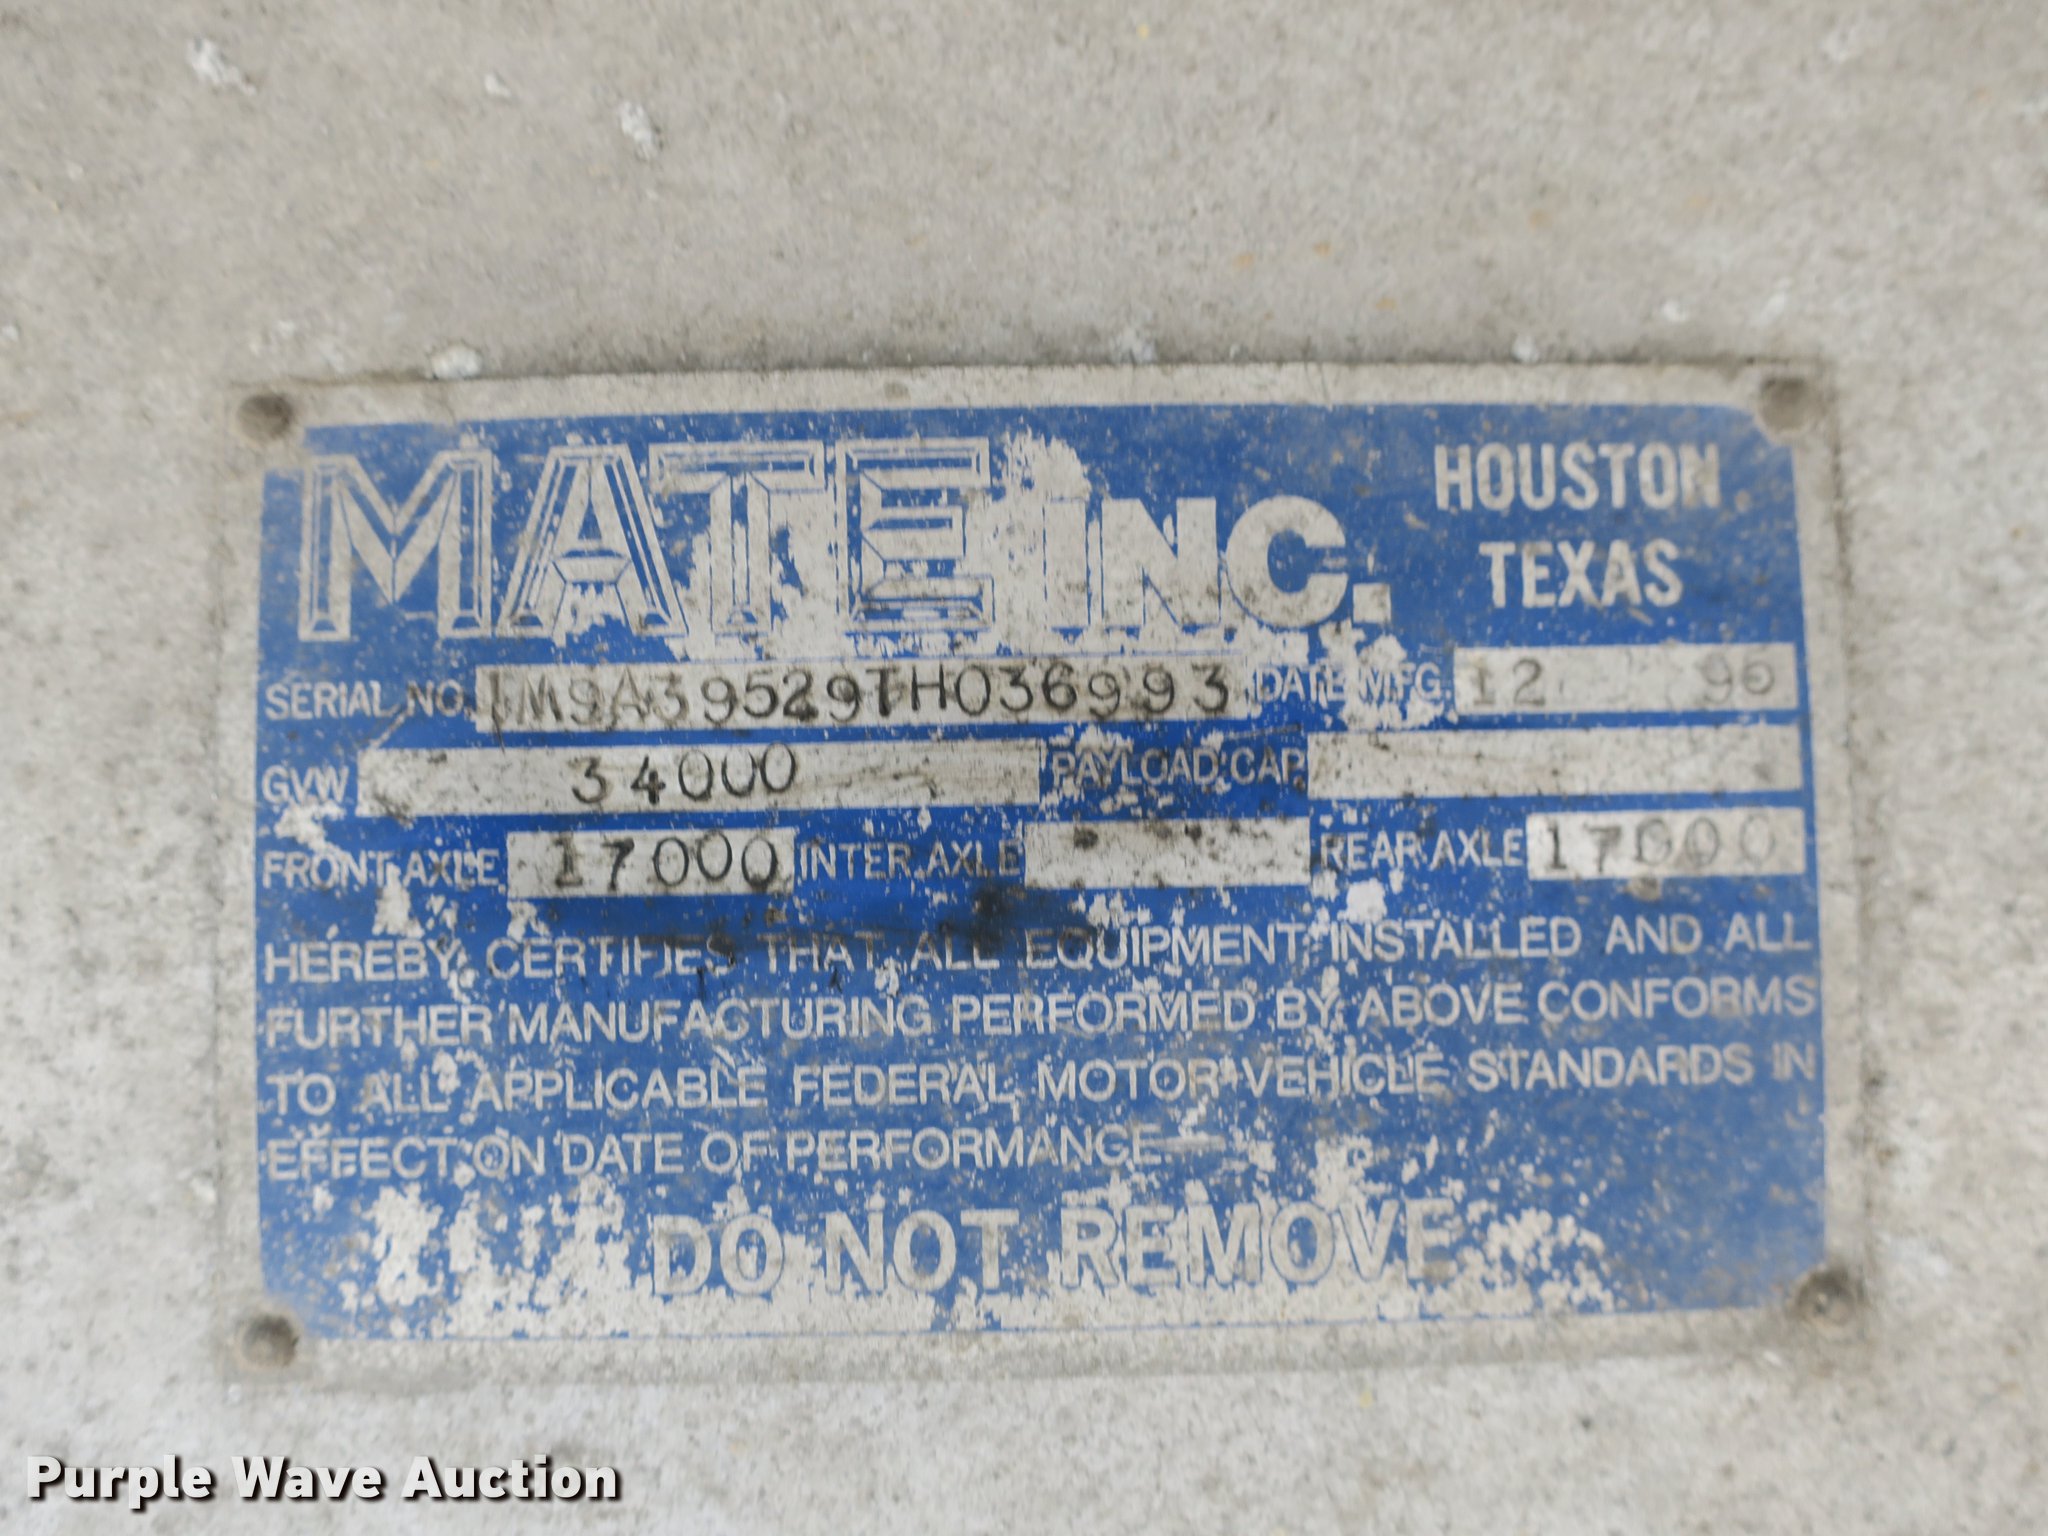 MATE INC.
HOUSTON
TEXAS
SERIAL NO. 1M9A39529TH036993 DATE MFG. 12 96
GVW 34000 PAYLOAD CAP.
FRONT AXLE 17000 INTER AXLE REAR AXLE 17000
HEREBY CERTIFIES THAT ALL EQUIPMENT INSTALLED AND ALL
FURTHER MANUFACTURING PERFORMED BY ABOVE CONFORMS
TO ALL APPLICABLE FEDERAL MOTOR VEHICLE STANDARDS IN
EFFECT ON DATE OF PERFORMANCE
DO NOT REMOVE
Purple Wave Auction